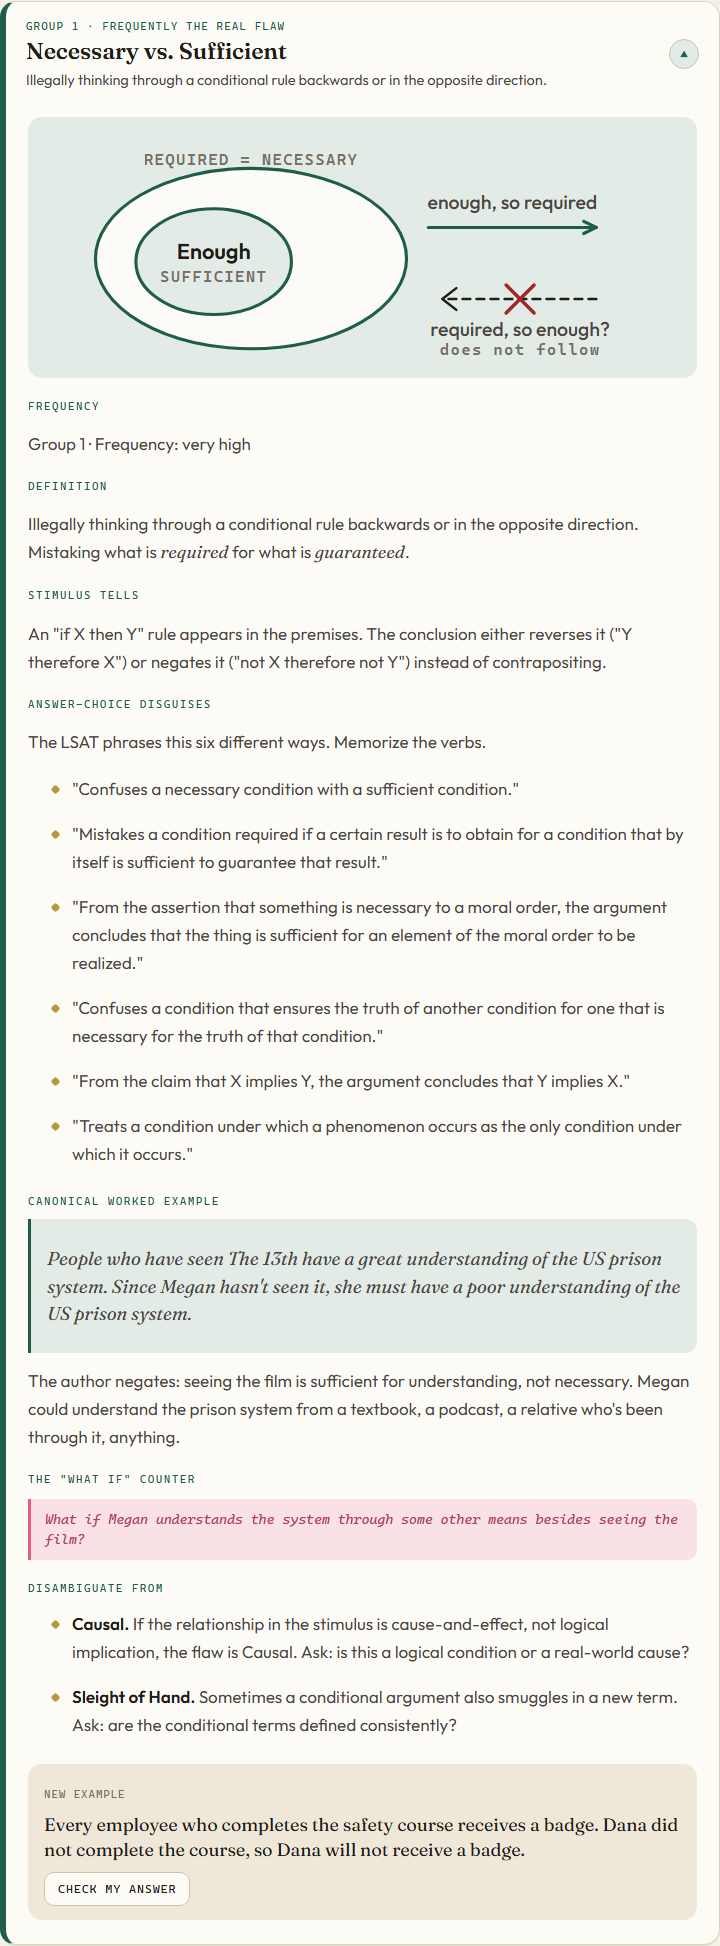 GROUP 1 · FREQUENTLY THE REAL FLAW
Necessary vs. Sufficient
Illegally thinking through a conditional rule backwards or in the opposite direction.
REQUIRED = NECESSARY
Enough
SUFFICIENT
enough, so required
required, so enough?
does not follow
FREQUENCY
Group 1 · Frequency: very high
DEFINITION
Illegally thinking through a conditional rule backwards or in the opposite direction.
Mistaking what is required for what is guaranteed.
STIMULUS TELLS
An "if X then Y" rule appears in the premises. The conclusion either reverses it ("Y
therefore X") or negates it ("not X therefore not Y") instead of contrapositing.
ANSWER-CHOICE DISGUISES
The LSAT phrases this six different ways. Memorize the verbs.
"Confuses a necessary condition with a sufficient condition."
"Mistakes a condition required if a certain result is to obtain for a condition that by
itself is sufficient to guarantee that result."
"From the assertion that something is necessary to a moral order, the argument
concludes that the thing is sufficient for an element of the moral order to be
realized."
"Confuses a condition that ensures the truth of another condition for one that is
necessary for the truth of that condition."
"From the claim that X implies Y, the argument concludes that Y implies X."
"Treats a condition under which a phenomenon occurs as the only condition under
which it occurs."
CANONICAL WORKED EXAMPLE
People who have seen The 13th have a great understanding of the US prison
system. Since Megan hasn't seen it, she must have a poor understanding of the
US prison system.
The author negates: seeing the film is sufficient for understanding, not necessary. Megan
could understand the prison system from a textbook, a podcast, a relative who's been
through it, anything.
THE "WHAT IF" COUNTER
What if Megan understands the system through some other means besides seeing the
film?
DISAMBIGUATE FROM
Causal. If the relationship in the stimulus is cause-and-effect, not logical
implication, the flaw is Causal. Ask: is this a logical condition or a real-world cause?
Sleight of Hand. Sometimes a conditional argument also smuggles in a new term.
Ask: are the conditional terms defined consistently?
NEW EXAMPLE
Every employee who completes the safety course receives a badge. Dana did
not complete the course, so Dana will not receive a badge.
CHECK MY ANSWER